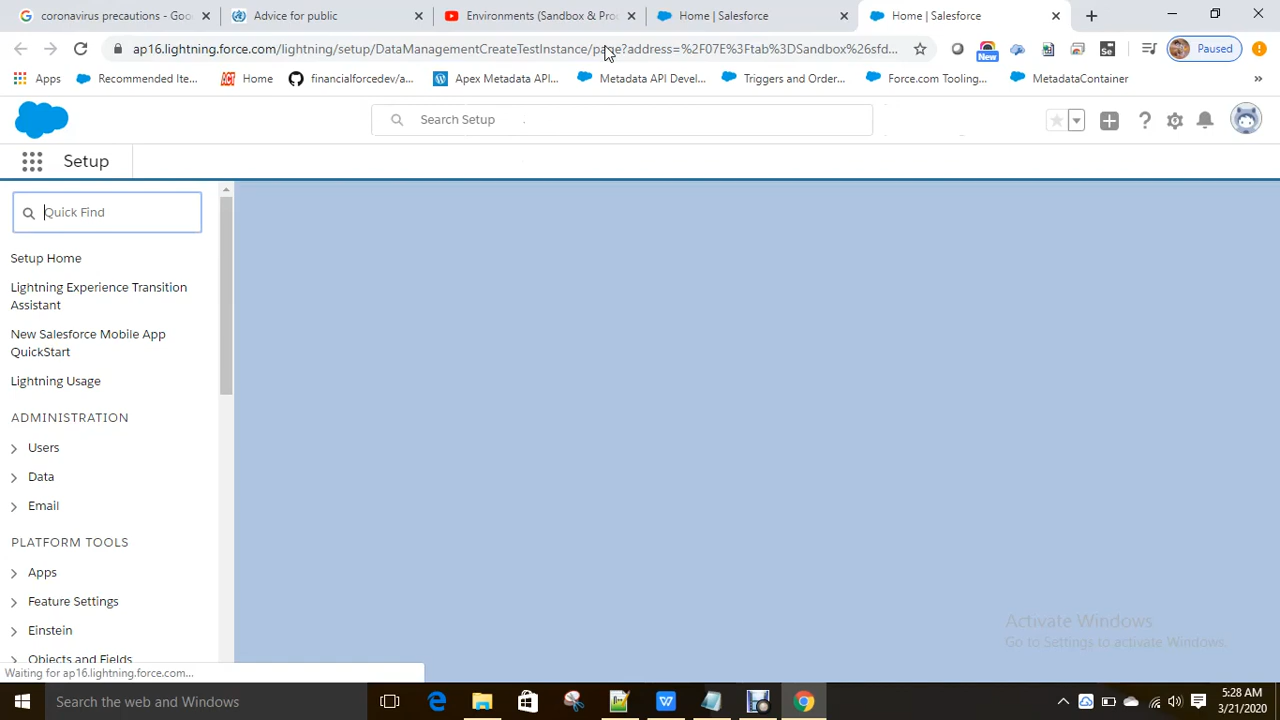 coronavirus precautions - Goo
Advice for public
Environments (Sandbox & Pro
Home | Salesforce
Home | Salesforce
ap16.lightning.force.com/lightning/setup/DataManagementCreateTestInstance/page?address=%2F07E%3Ftab%3DSandbox%26sfd...
Paused
New
Se
Apps
Recommended Ite...
ACT
Home
financialforcedev/a...
Apex Metadata API...
Metadata API Devel...
Triggers and Order...
Force.com Tooling...
MetadataContainer
Search Setup
Setup
Quick Find
Setup Home
Lightning Experience Transition
Assistant
New Salesforce Mobile App
QuickStart
Lightning Usage
ADMINISTRATION
Users
Data
Email
PLATFORM TOOLS
Apps
Feature Settings
Einstein
Objects and Fields
Activate Windows
Go to Settings to activate Windows.
Waiting for ap16.lightning.force.com...
Search the web and Windows
5:28 AM
3/21/2020